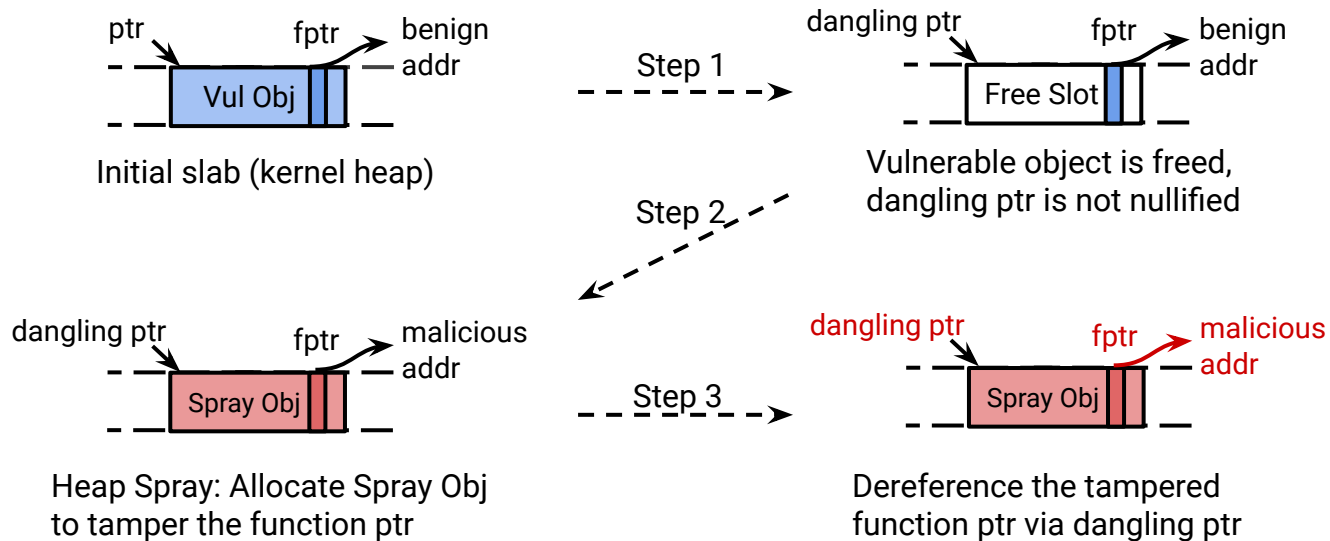 ptr
fptr
benign
addr
Vul Obj
Initial slab (kernel heap)
Step 1
dangling ptr
fptr
benign
addr
Free Slot
Vulnerable object is freed,
dangling ptr is not nullified
Step 2
dangling ptr
fptr
malicious
addr
Spray Obj
Heap Spray: Allocate Spray Obj
to tamper the function ptr
Step 3
dangling ptr
fptr
malicious
addr
Spray Obj
Dereference the tampered
function ptr via dangling ptr